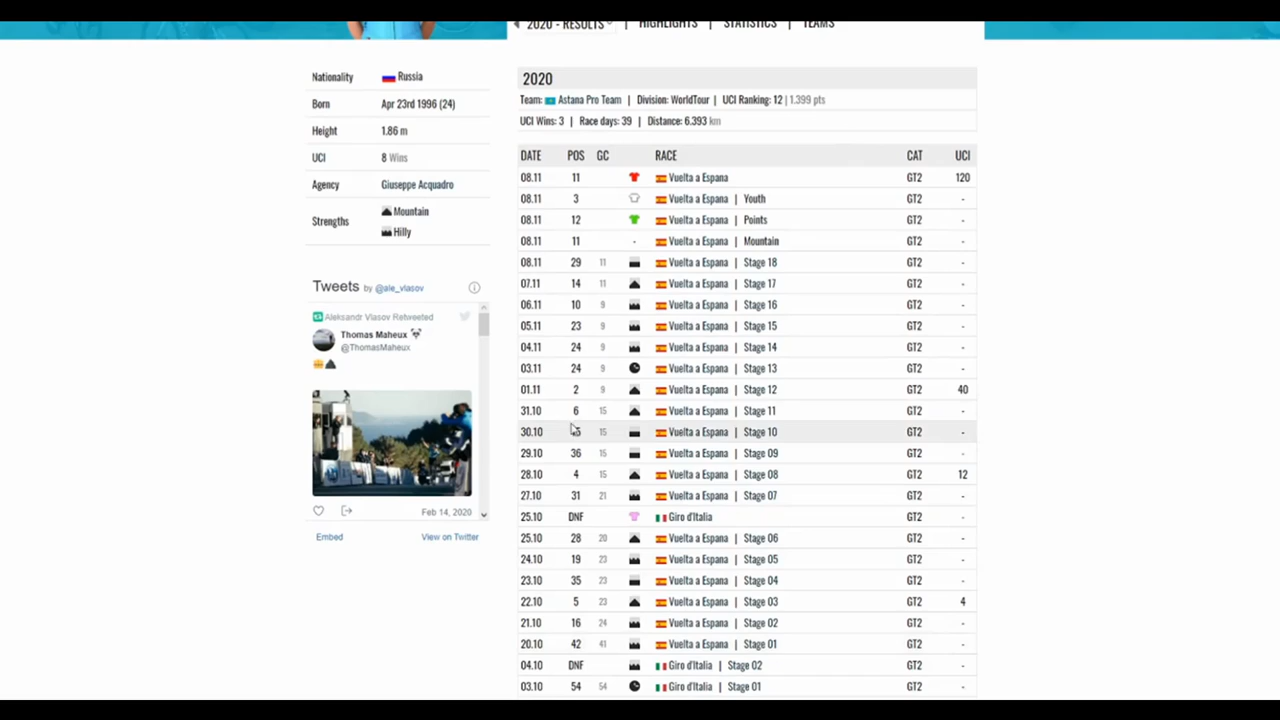 2020 - RESULTS | HIGHLIGHTS | STATISTICS | TEAMS
Nationality Russia
Born Apr 23rd 1996 (24)
Height 1.86 m
UCI 8 Wins
Agency Giuseppe Acquadro
Strengths Mountain
Hilly
Tweets by @ale_vlasov
Aleksandr Vlasov Retweeted
Thomas Maheux
@ThomasMaheux
Feb 14, 2020
Embed View on Twitter
2020
Team: Astana Pro Team | Division: WorldTour | UCI Ranking: 12 | 1.399 pts
UCI Wins: 3 | Race days: 39 | Distance: 6.393 km
DATE POS GC RACE CAT UCI
08.11 11 Vuelta a Espana GT2 120
08.11 3 Vuelta a Espana | Youth GT2 -
08.11 12 Vuelta a Espana | Points GT2 -
08.11 11 - Vuelta a Espana | Mountain GT2 -
08.11 29 11 Vuelta a Espana | Stage 18 GT2 -
07.11 14 11 Vuelta a Espana | Stage 17 GT2 -
06.11 10 9 Vuelta a Espana | Stage 16 GT2 -
05.11 23 9 Vuelta a Espana | Stage 15 GT2 -
04.11 24 9 Vuelta a Espana | Stage 14 GT2 -
03.11 24 9 Vuelta a Espana | Stage 13 GT2 -
01.11 2 9 Vuelta a Espana | Stage 12 GT2 40
31.10 6 15 Vuelta a Espana | Stage 11 GT2 -
30.10 15 Vuelta a Espana | Stage 10 GT2 -
29.10 36 15 Vuelta a Espana | Stage 09 GT2 -
28.10 4 15 Vuelta a Espana | Stage 08 GT2 12
27.10 31 21 Vuelta a Espana | Stage 07 GT2 -
25.10 DNF Giro d'Italia GT2 -
25.10 28 20 Vuelta a Espana | Stage 06 GT2 -
24.10 19 23 Vuelta a Espana | Stage 05 GT2 -
23.10 35 23 Vuelta a Espana | Stage 04 GT2 -
22.10 5 23 Vuelta a Espana | Stage 03 GT2 4
21.10 16 24 Vuelta a Espana | Stage 02 GT2 -
20.10 42 41 Vuelta a Espana | Stage 01 GT2 -
04.10 DNF Giro d'Italia | Stage 02 GT2 -
03.10 54 54 Giro d'Italia | Stage 01 GT2 -